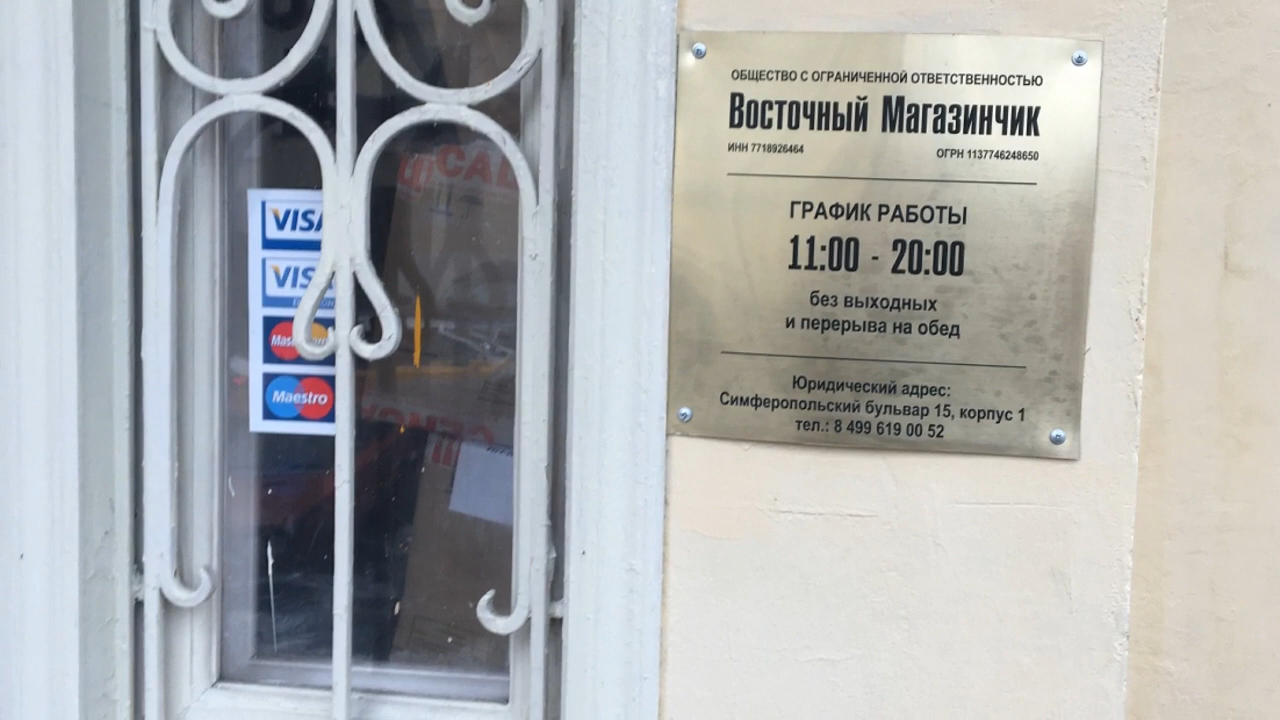 VISA
VISA
Maestro
ОБЩЕСТВО С ОГРАНИЧЕННОЙ ОТВЕТСТВЕННОСТЬЮ
Восточный Магазинчик
ИНН 7718926464 ОГРН 1137746248650
ГРАФИК РАБОТЫ
11:00 - 20:00
без выходных
и перерыва на обед
Юридический адрес:
Симферопольский бульвар 15, корпус 1
тел.: 8 499 619 00 52